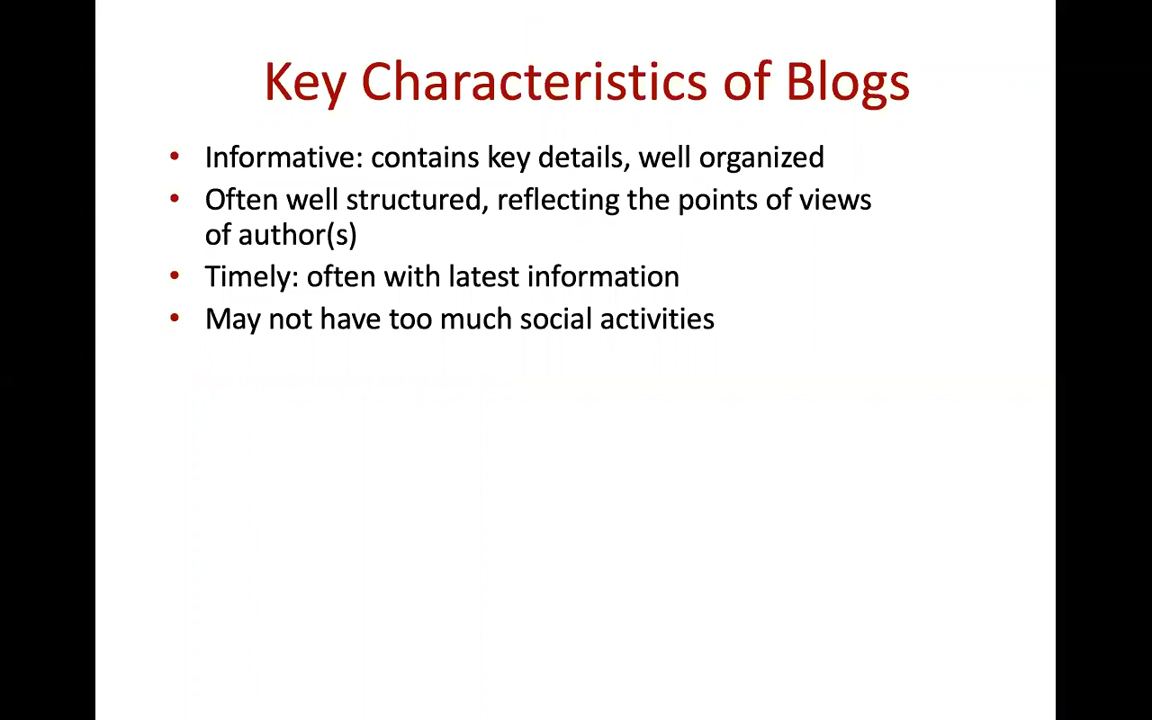 Key Characteristics of Blogs
• Informative: contains key details, well organized
• Often well structured, reflecting the points of views
of author(s)
• Timely: often with latest information
• May not have too much social activities